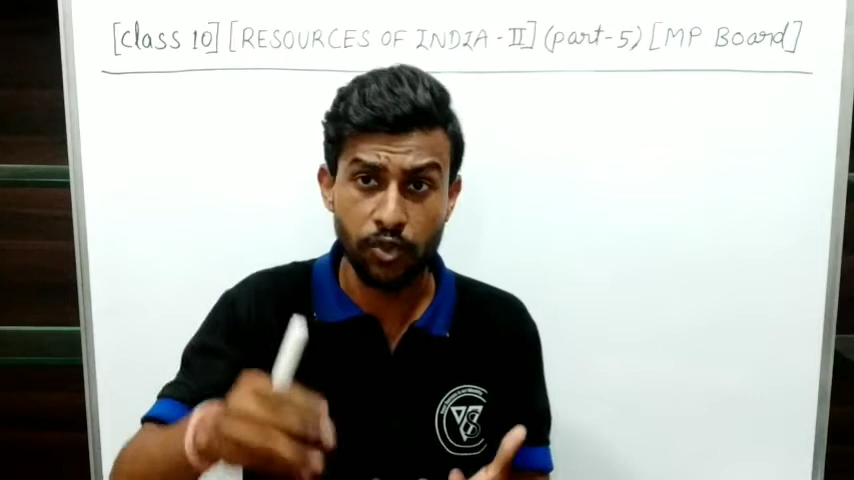 [class 10] [RESOURCES OF INDIA - II] (part-5) [MP Board]